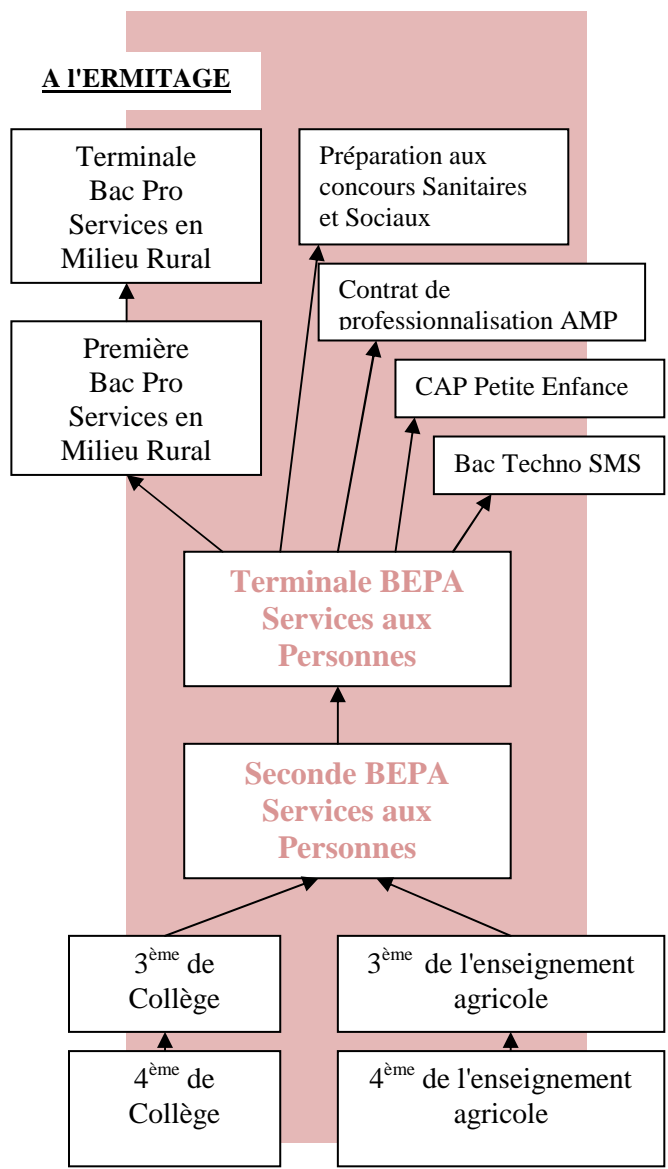 A l'ERMITAGE
Terminale
Bac Pro
Services en
Milieu Rural
Préparation aux
concours Sanitaires
et Sociaux
Contrat de
professionnalisation AMP
Première
Bac Pro
Services en
Milieu Rural
CAP Petite Enfance
Bac Techno SMS
Terminale BEPA
Services aux
Personnes
Seconde BEPA
Services aux
Personnes
3ème de
Collège
3ème de l'enseignement
agricole
4ème de
Collège
4ème de l'enseignement
agricole